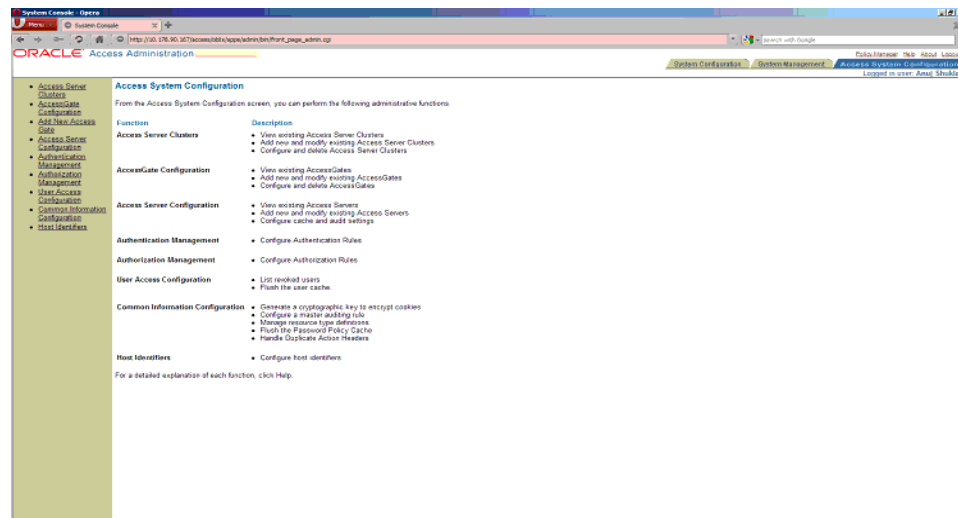 System Console - Opera
Menu
System Console
http://10.178.90.167/access/oblix/apps/admin/bin/front_page_admin.cgi
Search with Google
ORACLE Access Administration
Policy Manager Help About Logout
System Configuration System Management Access System Configuration
Logged in user: Anuj Shukla
Access Server Clusters
AccessGate Configuration
Add New Access Gate
Access Server Configuration
Authentication Management
Authorization Management
User Access Configuration
Common Information Configuration
Host Identifiers
Access System Configuration
From the Access System Configuration screen, you can perform the following administrative functions.
Function Description
Access Server Clusters
View existing Access Server Clusters
Add new and modify existing Access Server Clusters
Configure and delete Access Server Clusters
AccessGate Configuration
View existing AccessGates
Add new and modify existing AccessGates
Configure and delete AccessGates
Access Server Configuration
View existing Access Servers
Add new and modify existing Access Servers
Configure cache and audit settings
Authentication Management
Configure Authentication Rules
Authorization Management
Configure Authorization Rules
User Access Configuration
List revoked users
Flush the user cache.
Common Information Configuration
Generate a cryptographic key to encrypt cookies
Configure a master auditing rule
Manage resource type definitions
Flush the Password Policy Cache
Handle Duplicate Action Headers
Host Identifiers
Configure host identifiers
For a detailed explanation of each function, click Help.